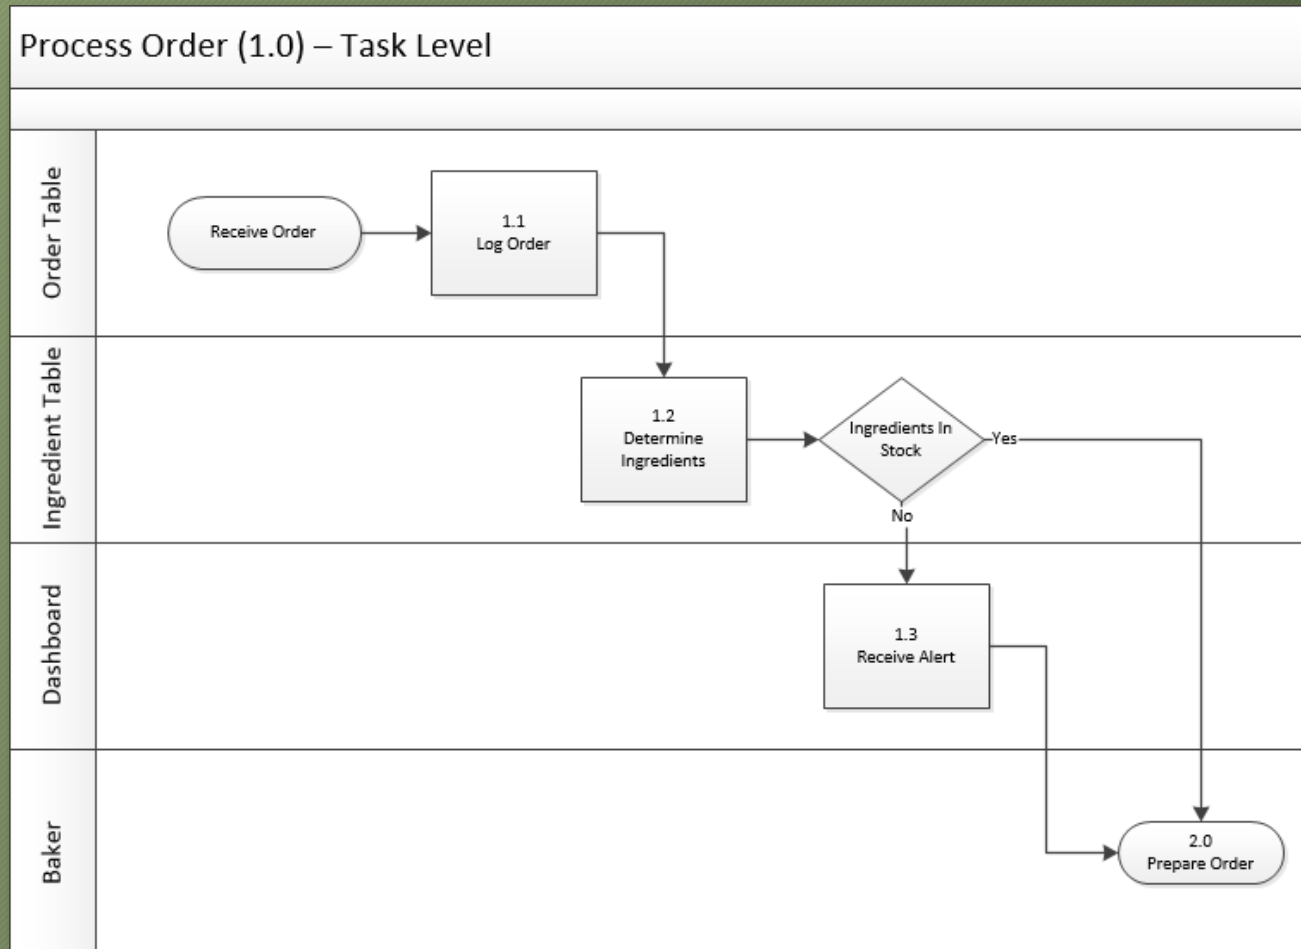 Process Order (1.0) – Task Level
Order Table
Receive Order
1.1
Log Order
Ingredient Table
1.2
Determine
Ingredients
Ingredients In
Stock
Yes
No
Dashboard
1.3
Receive Alert
Baker
2.0
Prepare Order